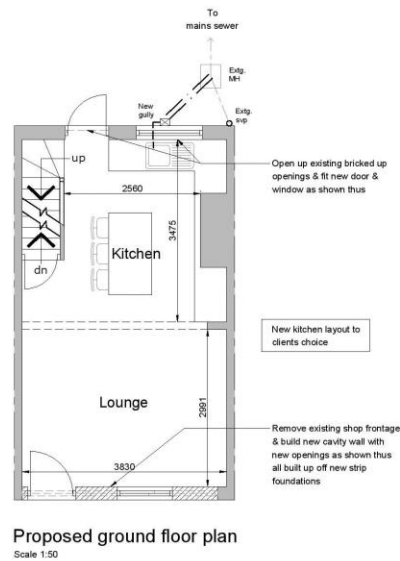 To
mains sewer
Extg.
MH
New
gully
Extg.
svp
up
Open up existing bricked up
openings & fit new door &
window as shown thus
2560
3475
Kitchen
dn
New kitchen layout to
clients choice
Lounge
2991
Remove existing shop frontage
& build new cavity wall with
new openings as shown thus
all built up off new strip
foundations
3830
Proposed ground floor plan
Scale 1:50